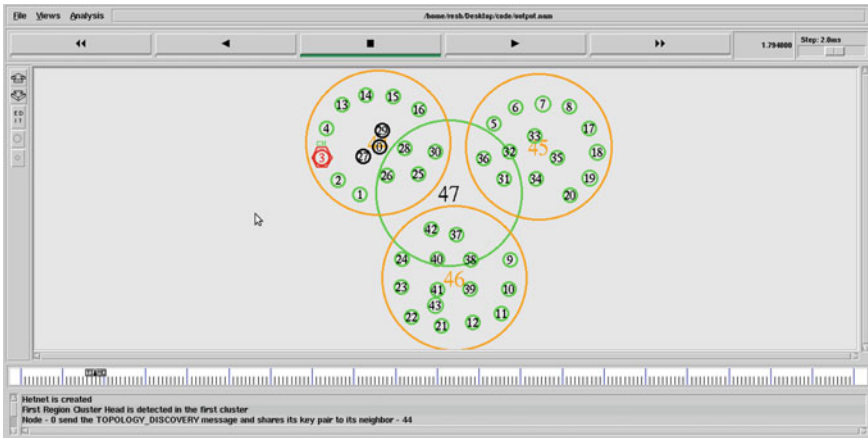 File Views Analysis
/home/resh/Desktop/code/output.nam
1.794000
Step: 2.0ms
ED
IT
14 15
13
16
4
29
0
3
27
28 30
2
26 25
1
6 7 8
5
33
17
36 32
45
35
18
31 34
19
20
47
42 37
24 40 38 9
46
23 41 39 10
43
22 21 12 11
Hetnet is created
First Region Cluster Head is detected in the first cluster
Node - 0 send the TOPOLOGY_DISCOVERY message and shares its key pair to its neighbor - 44